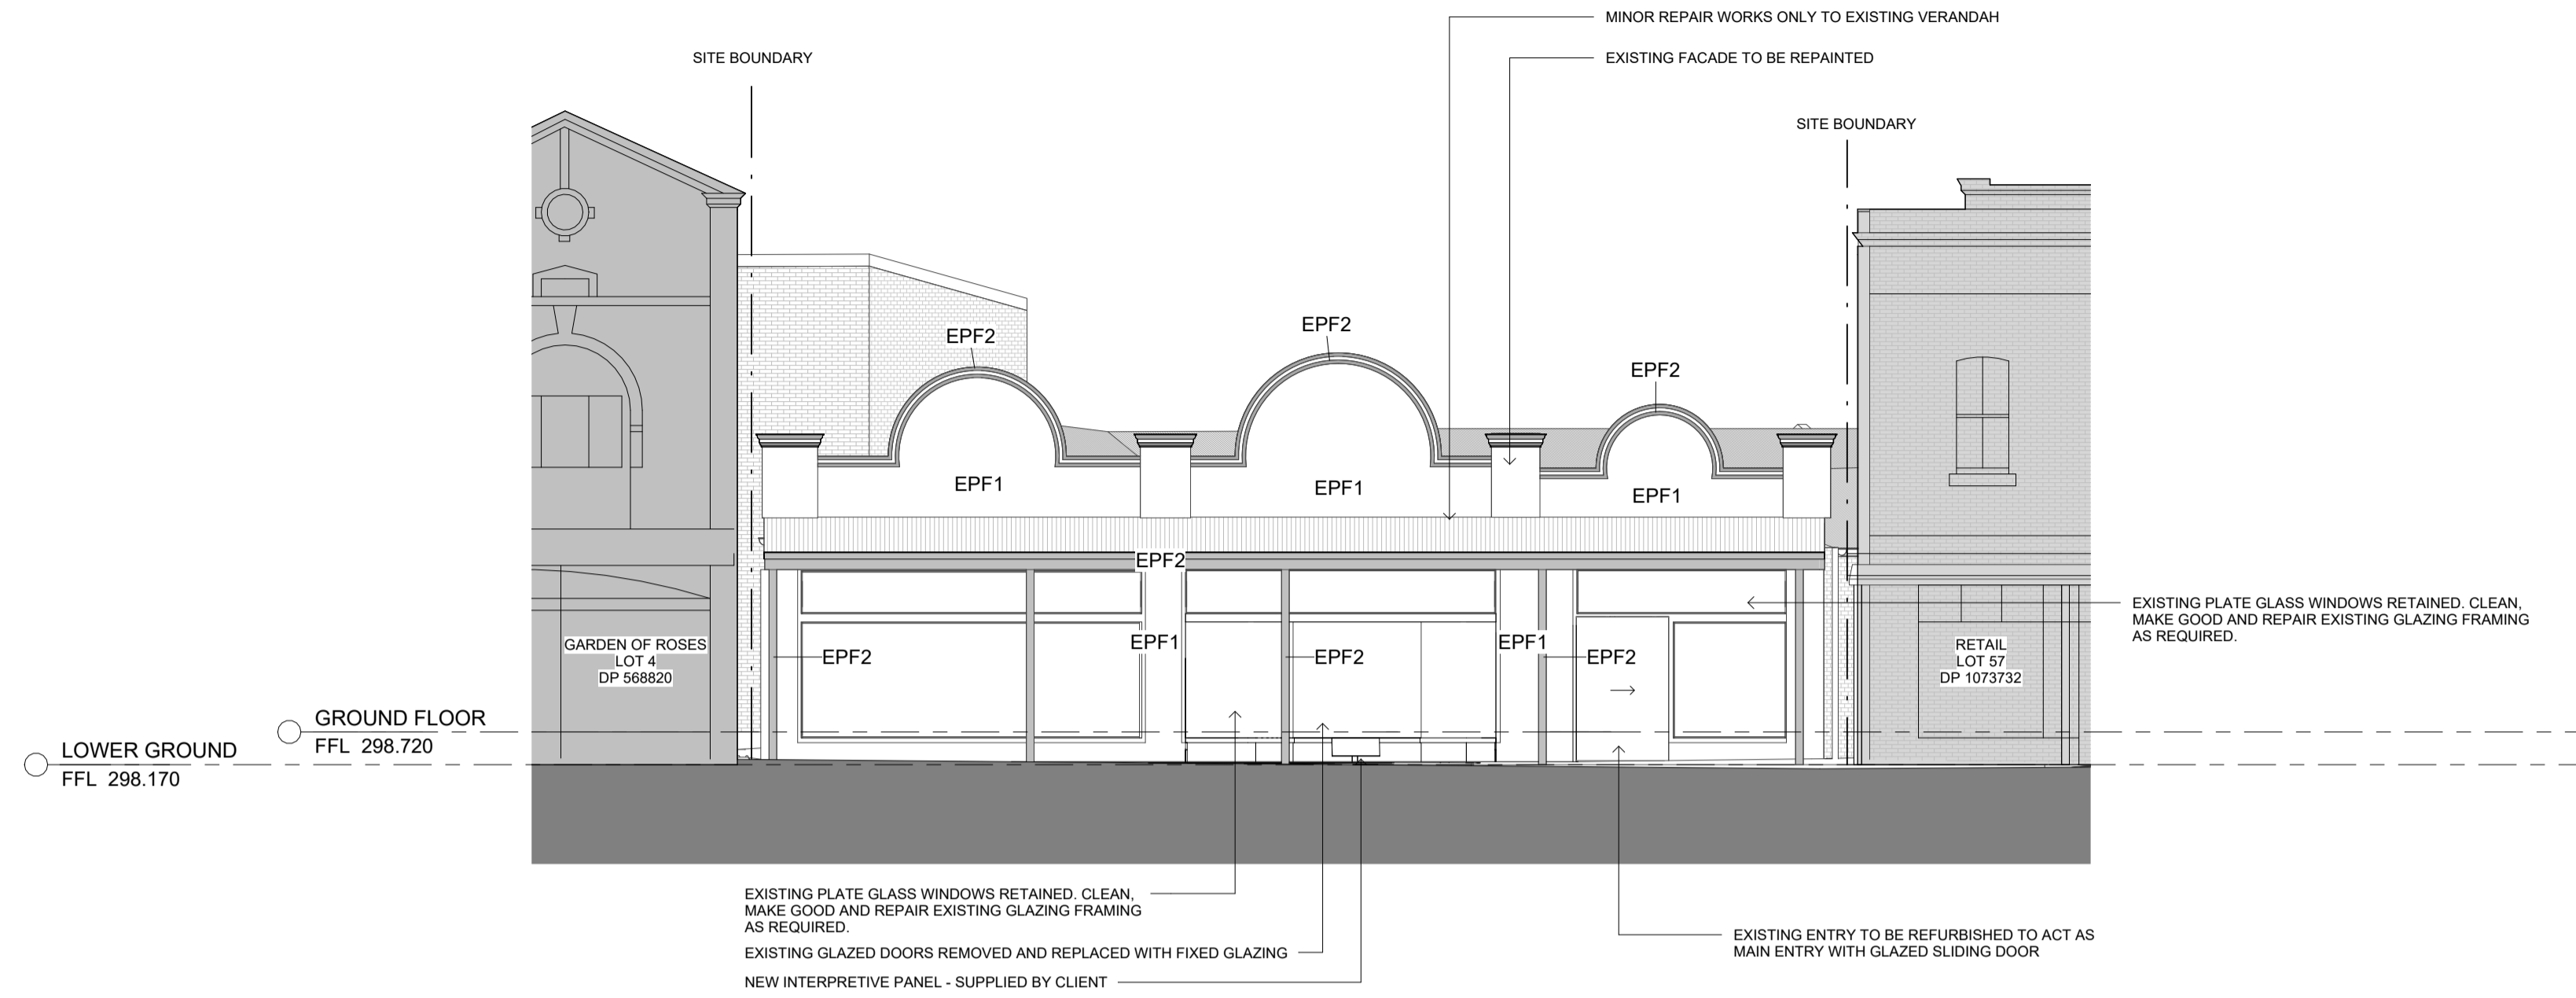 MINOR REPAIR WORKS ONLY TO EXISTING VERANDAH
SITE BOUNDARY
EXISTING FACADE TO BE REPAINTED
SITE BOUNDARY
EPF2
EPF2
EPF2
EPF1
EPF1
EPF1
EPF2
EPF1
EPF1
EPF2
EPF2
EPF2
EXISTING PLATE GLASS WINDOWS RETAINED. CLEAN,
MAKE GOOD AND REPAIR EXISTING GLAZING FRAMING
AS REQUIRED.
GARDEN OF ROSES
LOT 4
DP 568820
RETAIL
LOT 57
DP 1073732
GROUND FLOOR
FFL 298.720
LOWER GROUND
FFL 298.170
EXISTING PLATE GLASS WINDOWS RETAINED. CLEAN,
MAKE GOOD AND REPAIR EXISTING GLAZING FRAMING
AS REQUIRED.
EXISTING GLAZED DOORS REMOVED AND REPLACED WITH FIXED GLAZING
NEW INTERPRETIVE PANEL - SUPPLIED BY CLIENT
EXISTING ENTRY TO BE REFURBISHED TO ACT AS
MAIN ENTRY WITH GLAZED SLIDING DOOR